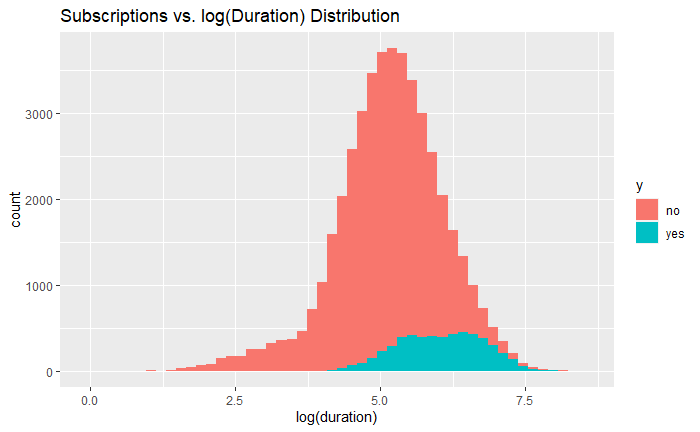 Subscriptions vs. log(Duration) Distribution
3000
2000
1000
0
count
0.0 2.5 5.0 7.5
log(duration)
y
no
yes